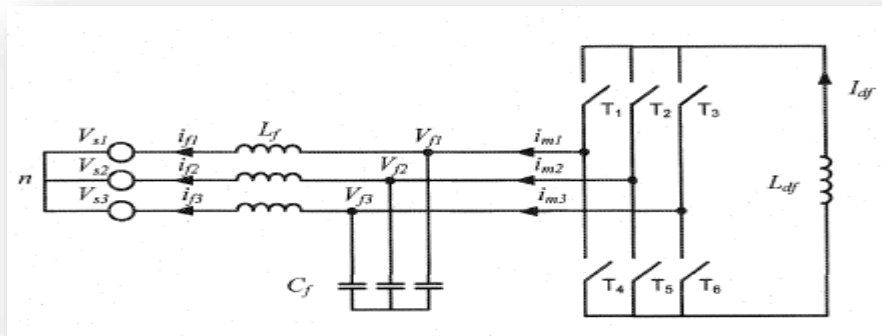 T1 T2 T3
Idf
Vs1 if1 Lf Vf1 im1
Vs2 if2 Vf2 im2
n
Vs3 if3 Vf3 im3
Ldf
Cf
T4 T5 T6